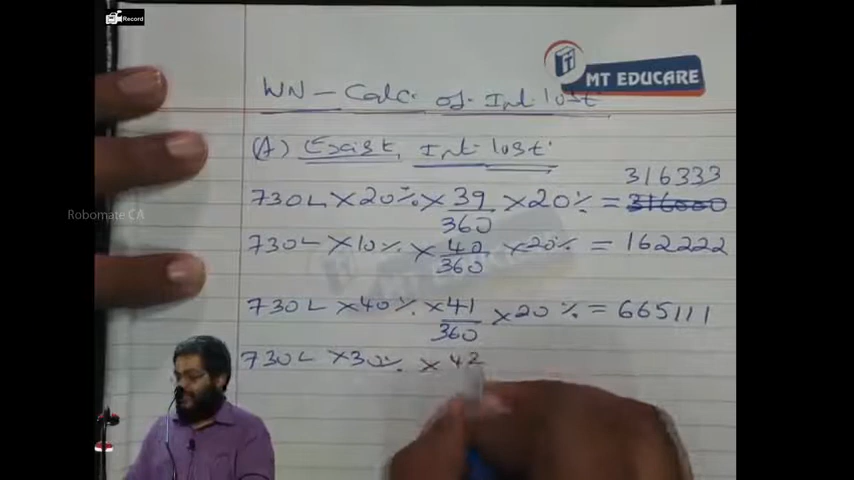 Record
MT EDUCARE
WN - Calc. of Int. lost
(A) Exist. Int. lost.
316333
730L × 20% × 39/360 × 20% = 316000
730L × 10% × 40/360 × 20% = 162222
Robomate CA
730L × 40% × 41/360 × 20% = 665111
730L × 30% × 42